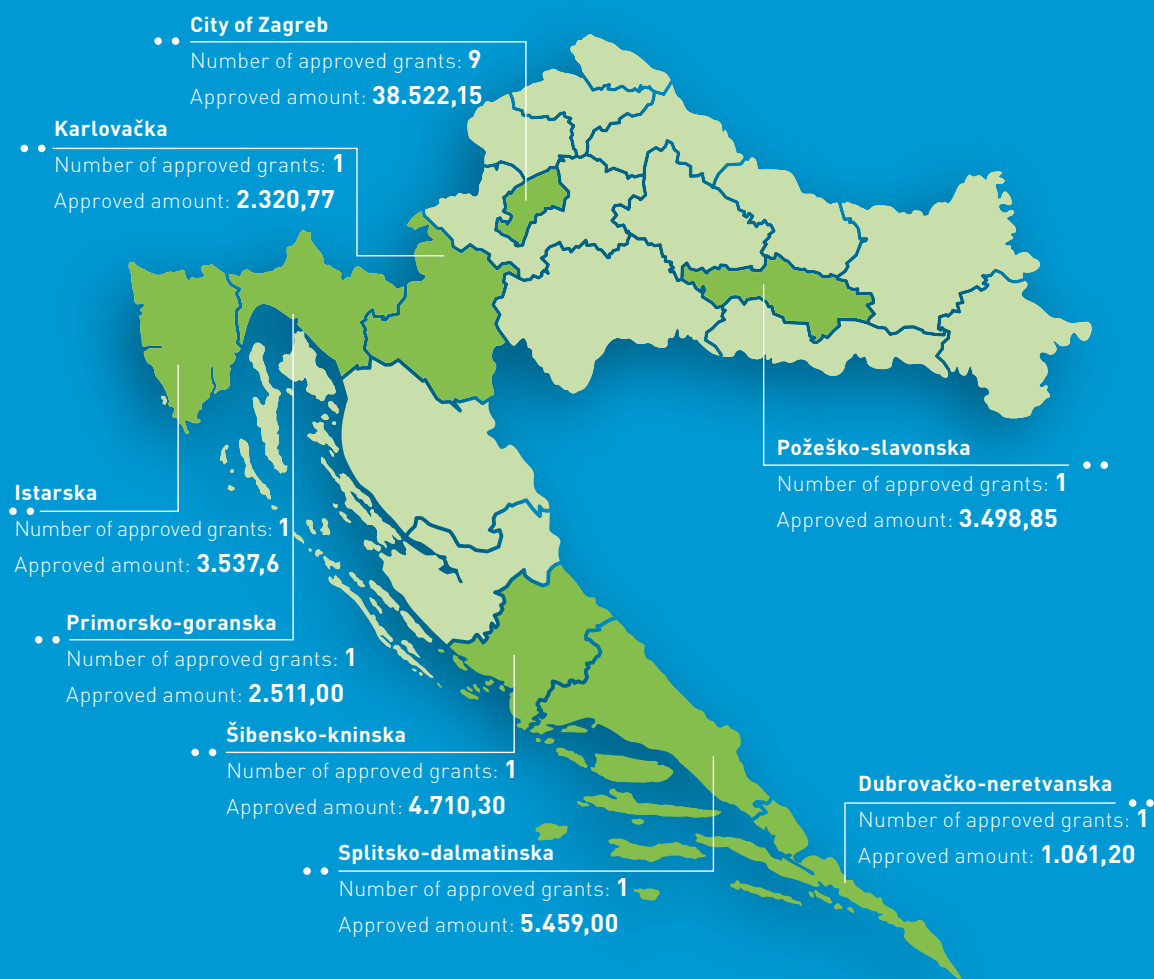 City of Zagreb
Number of approved grants: 9
Approved amount: 38.522,15
Karlovačka
Number of approved grants: 1
Approved amount: 2.320,77
Požeško-slavonska
Number of approved grants: 1
Approved amount: 3.498,85
Istarska
Number of approved grants: 1
Approved amount: 3.537,6
Primorsko-goranska
Number of approved grants: 1
Approved amount: 2.511,00
Šibensko-kninska
Number of approved grants: 1
Approved amount: 4.710,30
Dubrovačko-neretvanska
Number of approved grants: 1
Approved amount: 1.061,20
Splitsko-dalmatinska
Number of approved grants: 1
Approved amount: 5.459,00